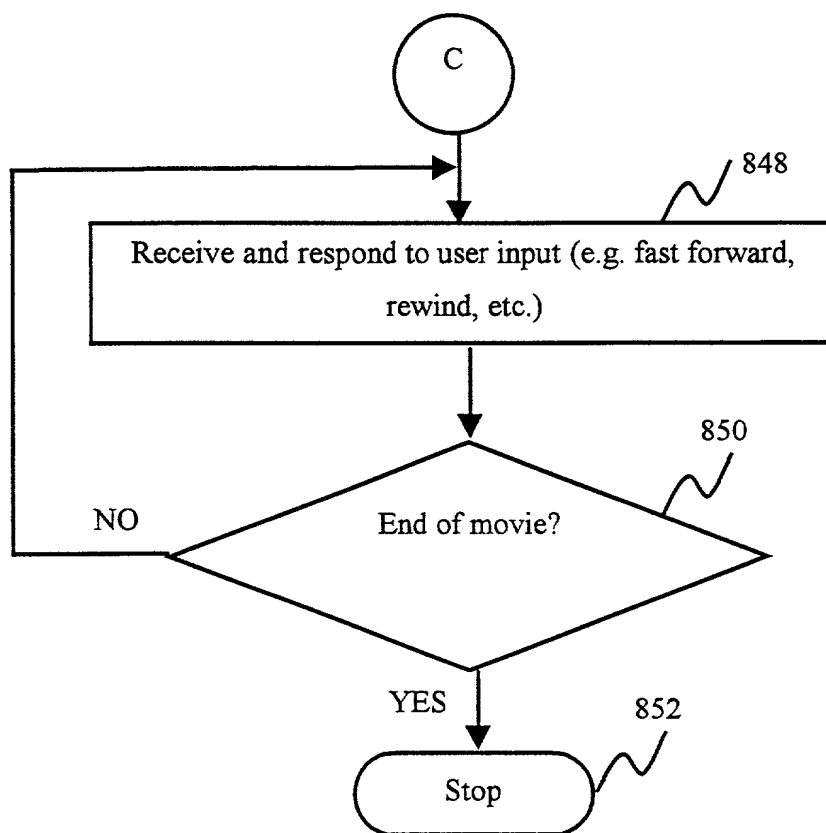 C
848
Receive and respond to user input (e.g. fast forward,
rewind, etc.)
850
End of movie?
NO
YES
852
Stop